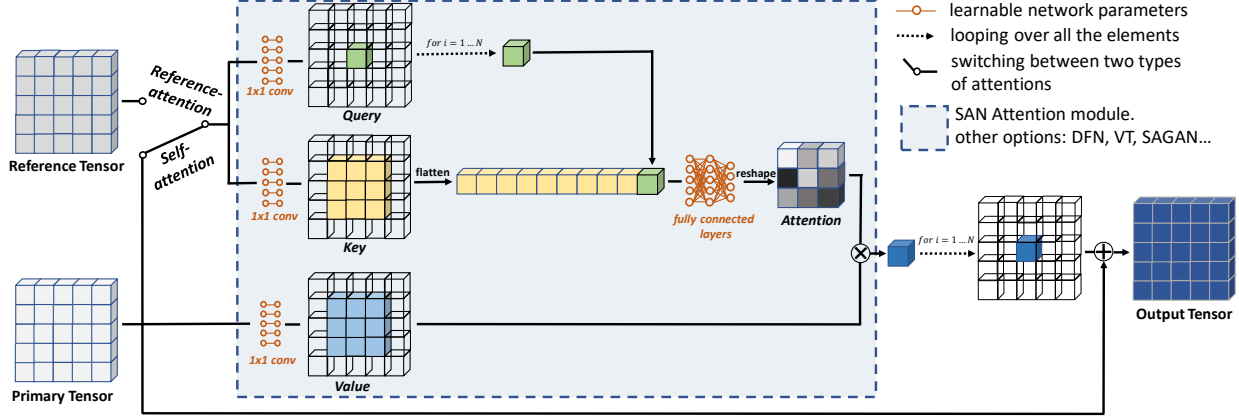 learnable network parameters
looping over all the elements
switching between two types
of attentions
SAN Attention module.
other options: DFN, VT, SAGAN...
Reference Tensor
Reference-
attention
Self-
attention
1x1 conv
Query
for i = 1 ... N
1x1 conv
Key
flatten
fully connected
layers
reshape
Attention
for i = 1 ... N
Output Tensor
Primary Tensor
1x1 conv
Value